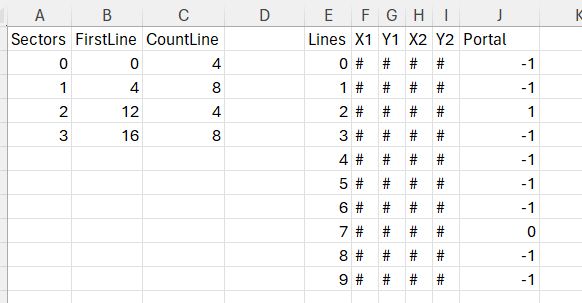 A B C D E F G H I J K
Sectors FirstLine CountLine Lines X1 Y1 X2 Y2 Portal
0 0 4 0 # # # # -1
1 4 8 1 # # # # -1
2 12 4 2 # # # # 1
3 16 8 3 # # # # -1
4 # # # # -1
5 # # # # -1
6 # # # # -1
7 # # # # 0
8 # # # # -1
9 # # # # -1